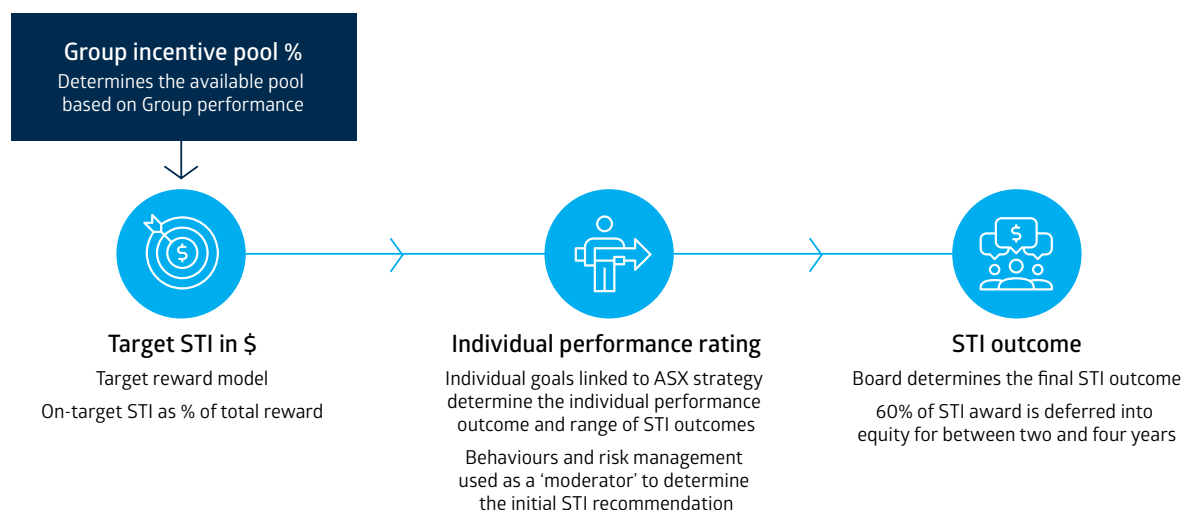 Group incentive pool %
Determines the available pool
based on Group performance
$
$
Target STI in $
Target reward model
On-target STI as % of total reward
Individual performance rating
Individual goals linked to ASX strategy
determine the individual performance
outcome and range of STI outcomes
Behaviours and risk management
used as a ‘moderator’ to determine
the initial STI recommendation
STI outcome
Board determines the final STI outcome
60% of STI award is deferred into
equity for between two and four years